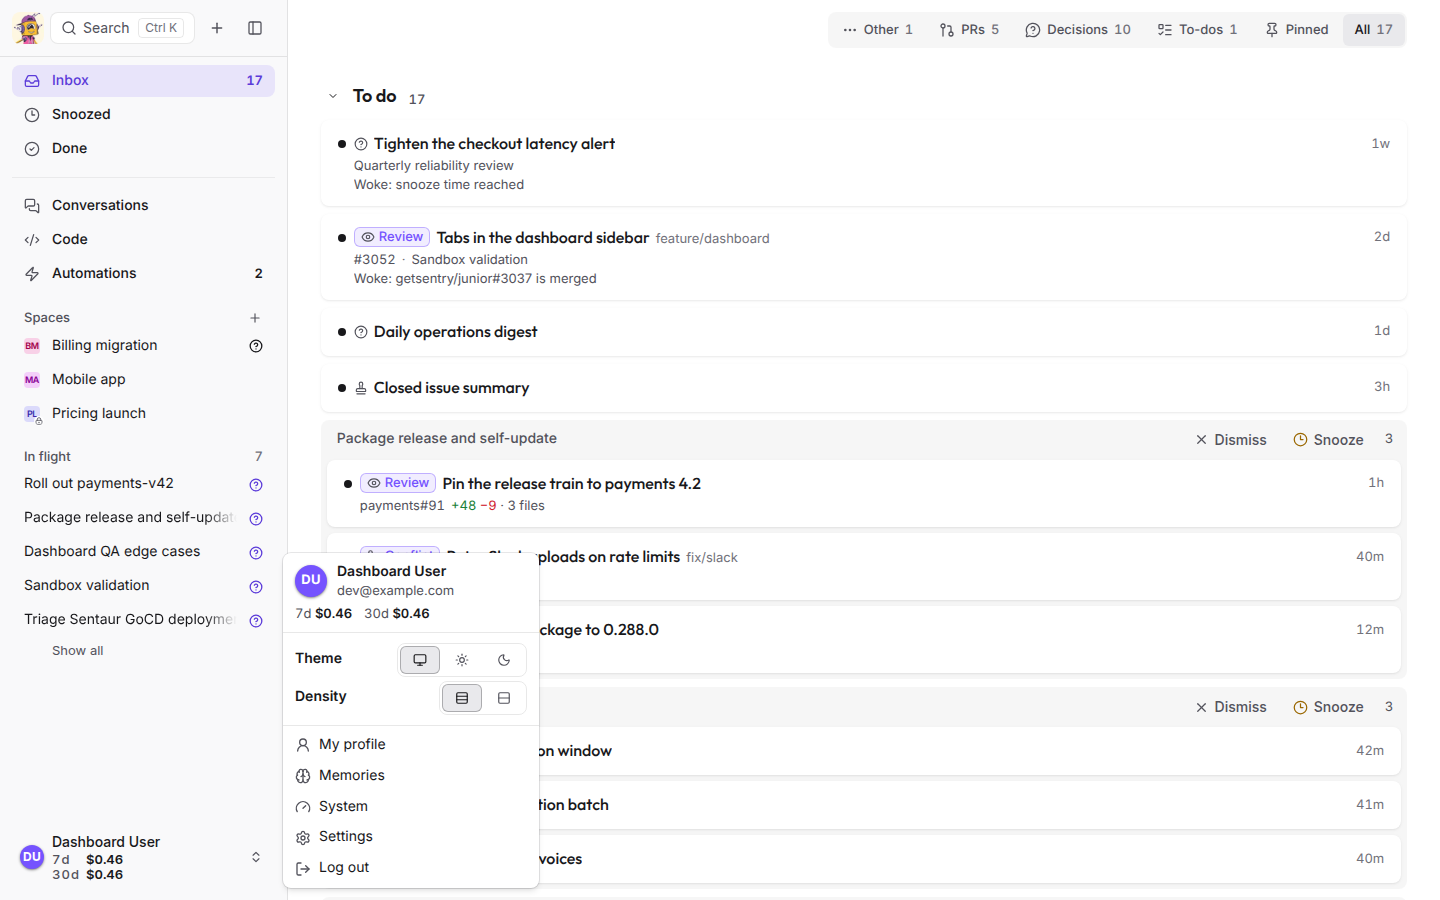 Search Ctrl K
Inbox 17
Snoozed
Done
Conversations
Code
Automations 2
Spaces
BM Billing migration
MA Mobile app
PL Pricing launch
In flight 7
Roll out payments-v42
Package release and self-update
Dashboard QA edge cases
Sandbox validation
Triage Sentaur GoCD deployme
Show all
DU Dashboard User
7d $0.46
30d $0.46
Other 1 PRs 5 Decisions 10 To-dos 1 Pinned All 17
To do 17
Tighten the checkout latency alert 1w
Quarterly reliability review
Woke: snooze time reached
Review Tabs in the dashboard sidebar feature/dashboard 2d
#3052 · Sandbox validation
Woke: getsentry/junior#3037 is merged
Daily operations digest 1d
Closed issue summary 3h
Package release and self-update Dismiss Snooze 3
Review Pin the release train to payments 4.2 1h
payments#91 +48 −9 · 3 files
uploads on rate limits fix/slack 40m
ckage to 0.288.0 12m
Dismiss Snooze 3
on window 42m
tion batch 41m
voices 40m
DU Dashboard User
dev@example.com
7d $0.46 30d $0.46
Theme
Density
My profile
Memories
System
Settings
Log out